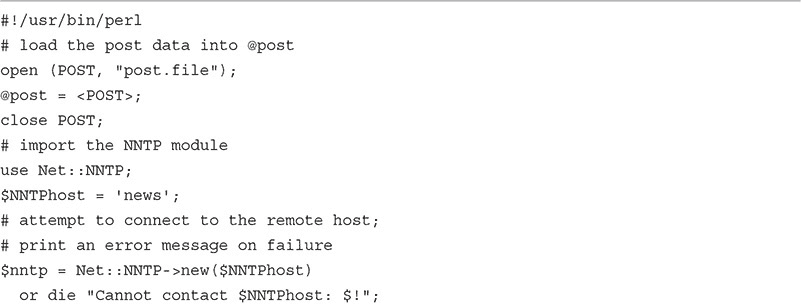 #!/usr/bin/perl
# load the post data into @post
open (POST, "post.file");
@post = <POST>;
close POST;
# import the NNTP module
use Net::NNTP;
$NNTPhost = 'news';
# attempt to connect to the remote host;
# print an error message on failure
$nntp = Net::NNTP->new($NNTPhost)
  or die "Cannot contact $NNTPhost: $!";